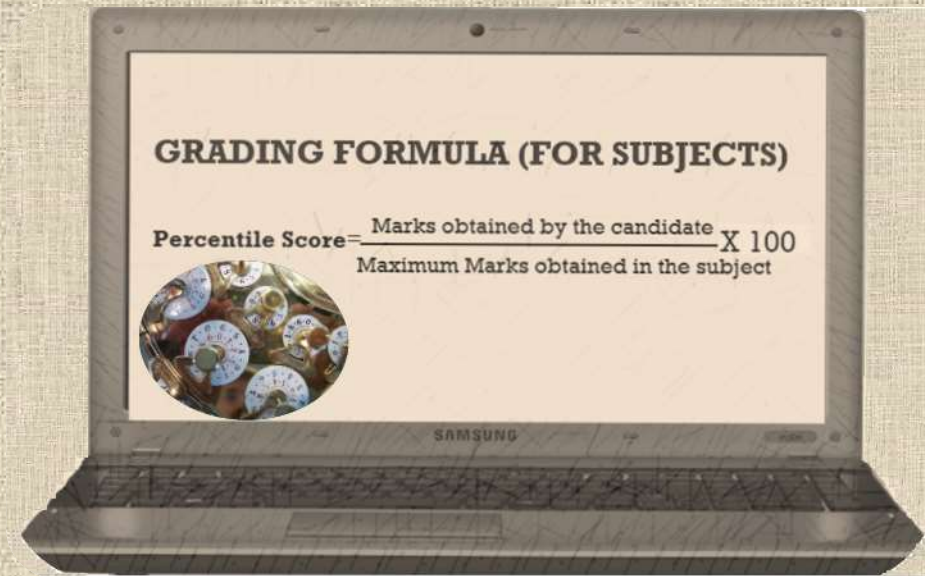 GRADING FORMULA (FOR SUBJECTS)
Percentile Score= Marks obtained by the candidate X 100
Maximum Marks obtained in the subject
SAMSUNG